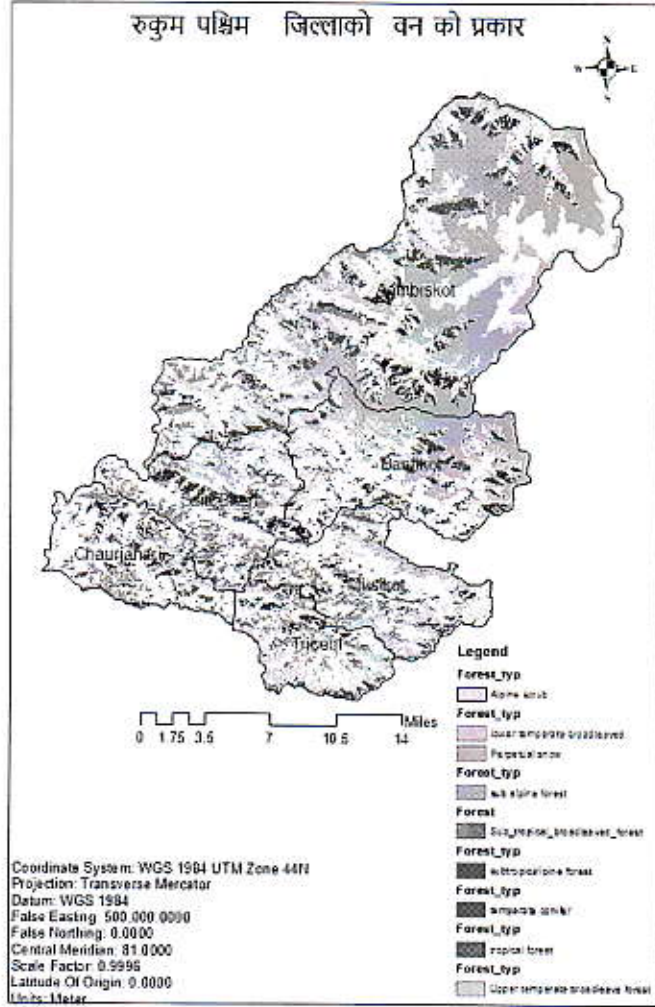 रुकुम पश्चिम जिल्लाको वन को प्रकार
N
W E
S
Chaurjahari
Triveni
Miles
0 1.75 3.5 7 10.5 14
Legend
Forest_typ
Alpine scrub
Forest_typ
lower temperate broadleaved
Perpetual snow
Forest_typ
sub alpine forest
Forest
Sub_tropical_broadleaved_forest
Forest_typ
subtropical pine forest
Forest_typ
temperate conifer
Forest_typ
tropical forest
Forest_typ
Upper temperate broadleave forest
Coordinate System: WGS 1984 UTM Zone 44N
Projection: Transverse Mercator
Datum: WGS 1984
False Easting: 500,000.0000
False Northing: 0.0000
Central Meridian: 81.0000
Scale Factor: 0.9996
Latitude Of Origin: 0.0000
Units: Meter